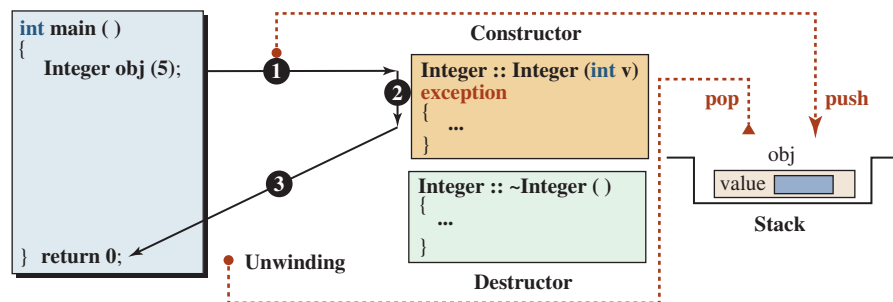 int main ( )
{
Integer obj (5);
} return 0;
1
2
3
Constructor
Integer :: Integer (int v)
exception
{
...
}
Integer :: ~Integer ( )
{
...
}
Destructor
Unwinding
pop
push
obj
value
Stack